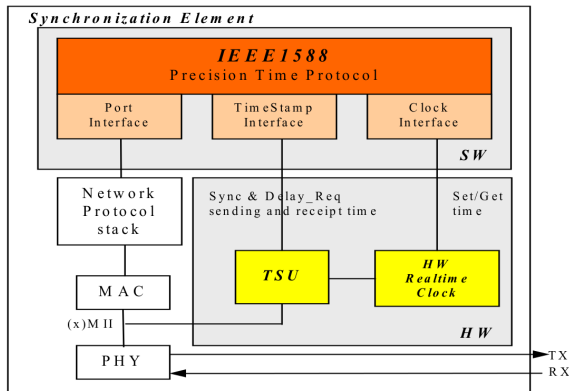 Synchronization Element
IEEE1588
Precision Time Protocol
Port
Interface
TimeStamp
Interface
Clock
Interface
SW
Network
Protocol
stack
Sync & Delay_Req
sending and receipt time
Set/Get
time
TSU
HW
Realtime
Clock
MAC
(x)MII
HW
PHY
TX
RX